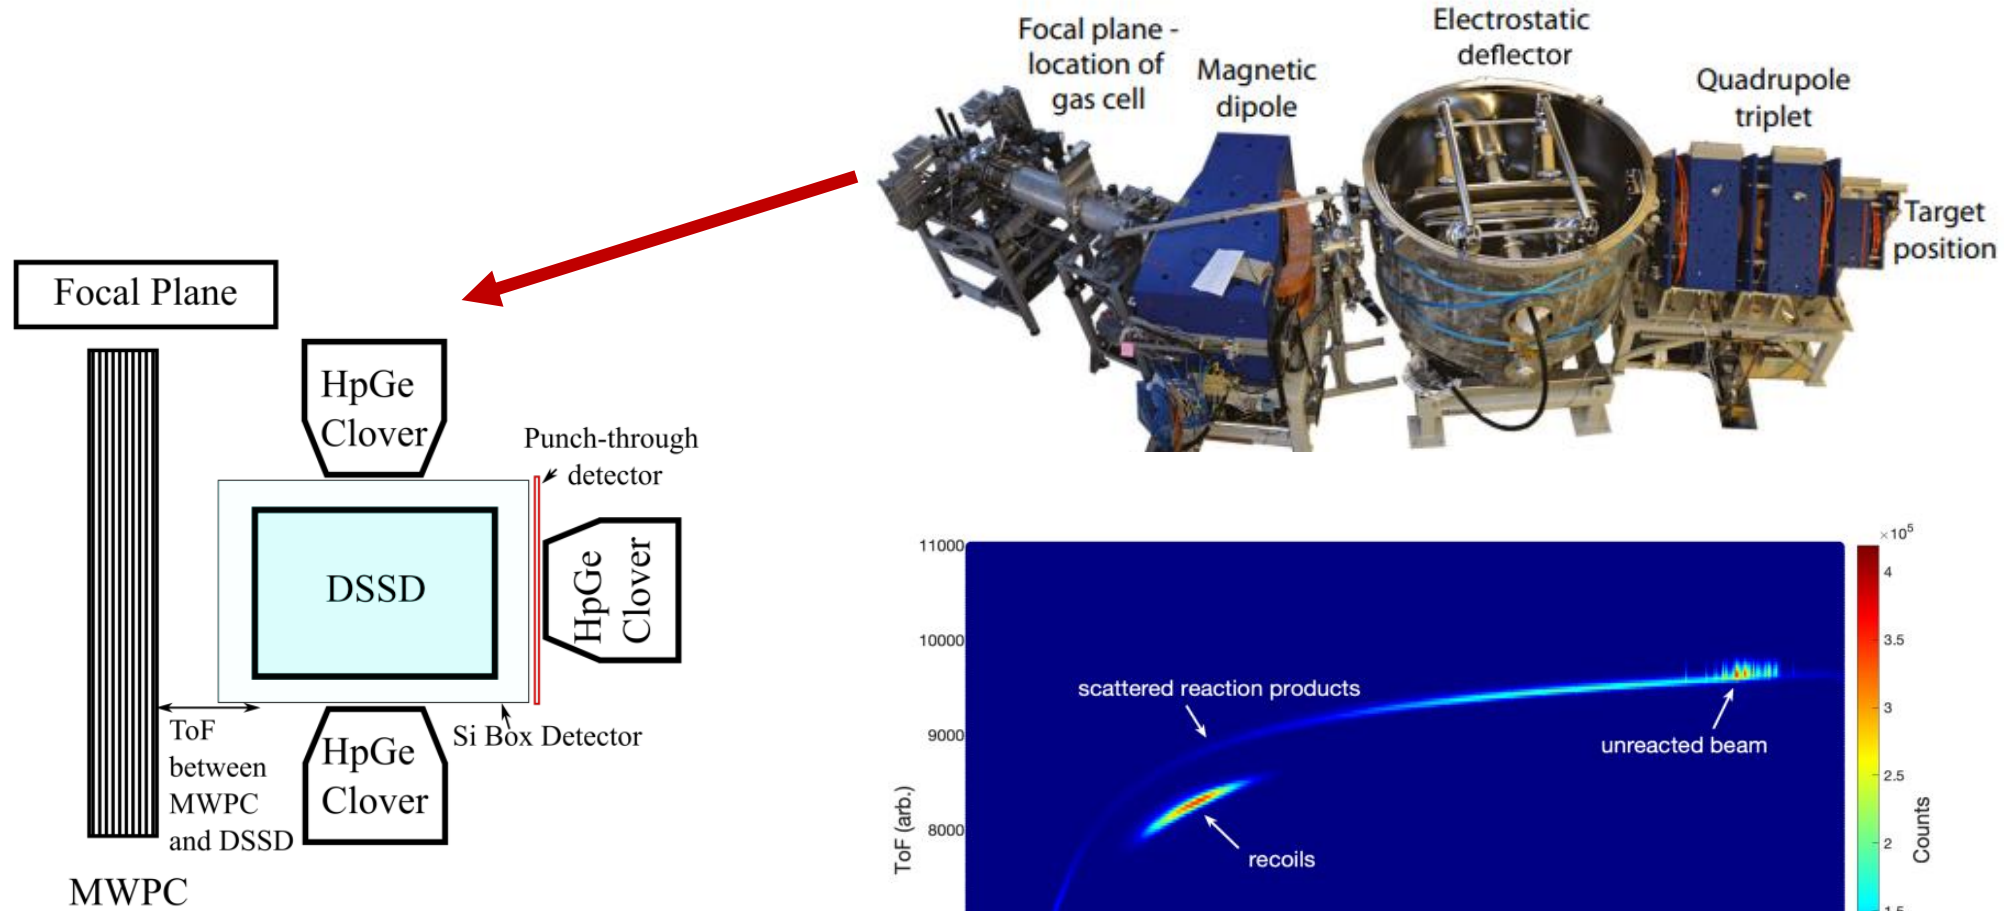 Focal plane -
location of
gas cell
Magnetic
dipole
Electrostatic
deflector
Quadrupole
triplet
Target
position
Focal Plane
HpGe
Clover
Punch-through
detector
DSSD
HpGe
Clover
ToF
between
MWPC
and DSSD
HpGe
Clover
Si Box Detector
MWPC
11000
10000
9000
8000
ToF (arb.)
scattered reaction products
unreacted beam
recoils
×10⁵
4
3.5
3
2.5
2
1.5
Counts